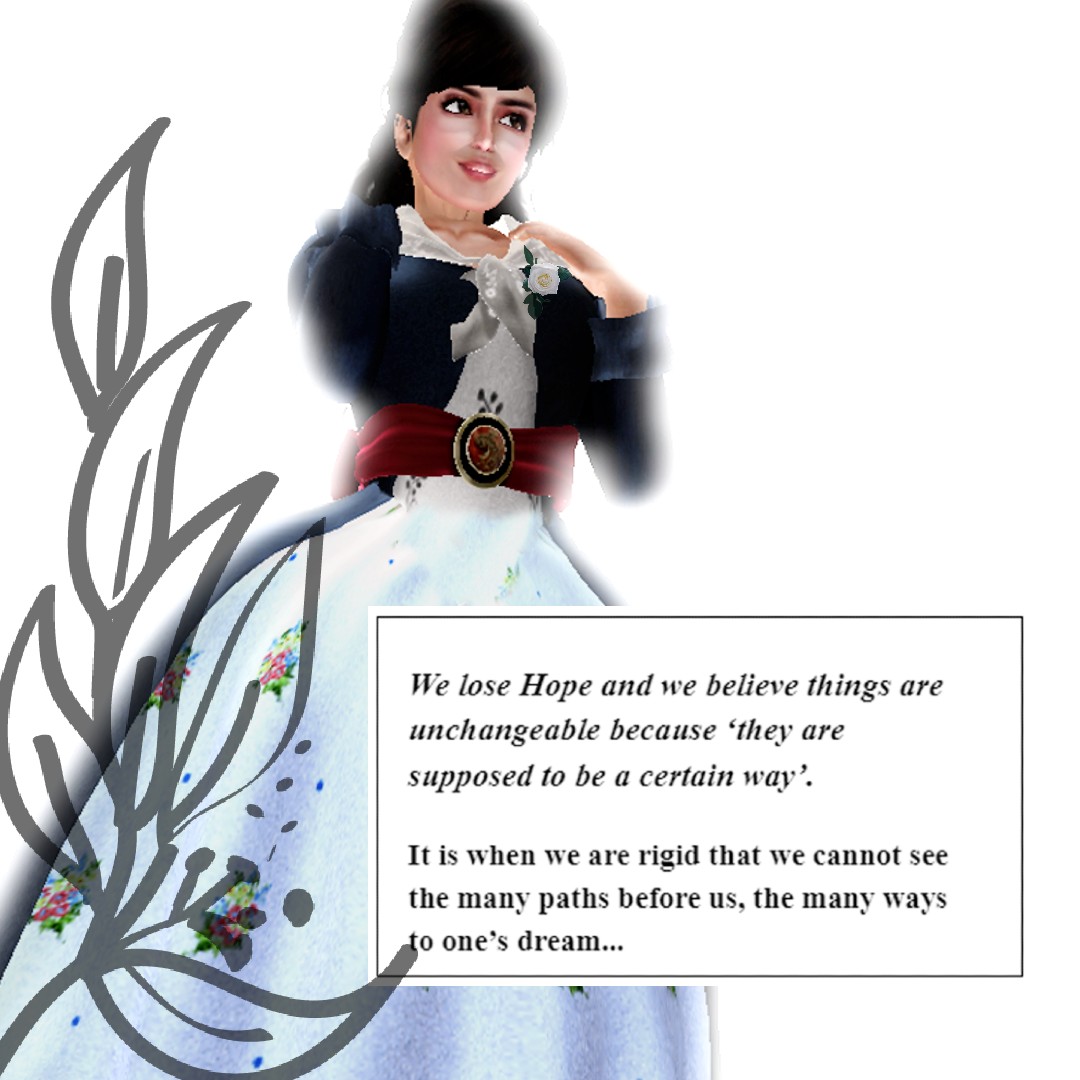 We lose Hope and we believe things are
unchangeable because ‘they are
supposed to be a certain way’.
It is when we are rigid that we cannot see
the many paths before us, the many ways
to one’s dream...